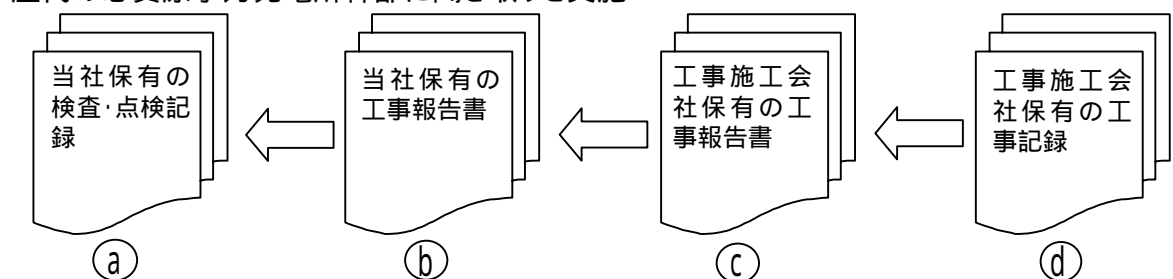 当社保有の
検査・点検記
録
当社保有の
工事報告書
工事施工会
社保有の工
事報告書
工事施工会
社保有の工
事記録
ⓐ
ⓑ
ⓒ
ⓓ